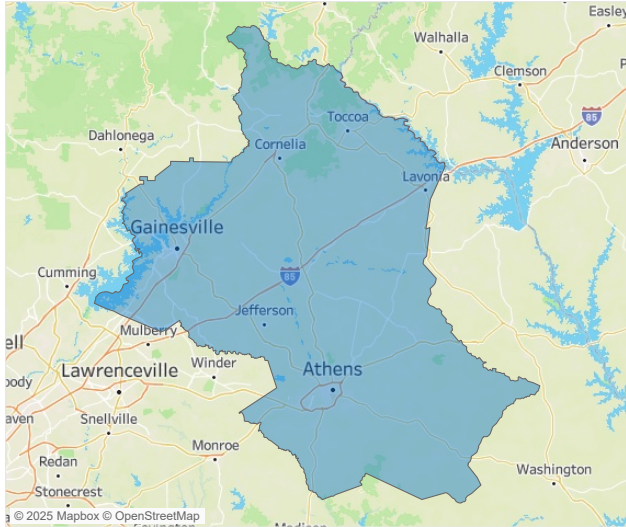 Easley
Walhalla
Clemson
85
Dahlonega
Toccoa
Cornelia
Anderson
Lavonia
Gainesville
Cumming
85
Jefferson
Mulberry
ell
Winder
Athens
Lawrenceville
ody
Snellville
aven
Monroe
Redan
Washington
Stonecrest
© 2025 Mapbox © OpenStreetMap